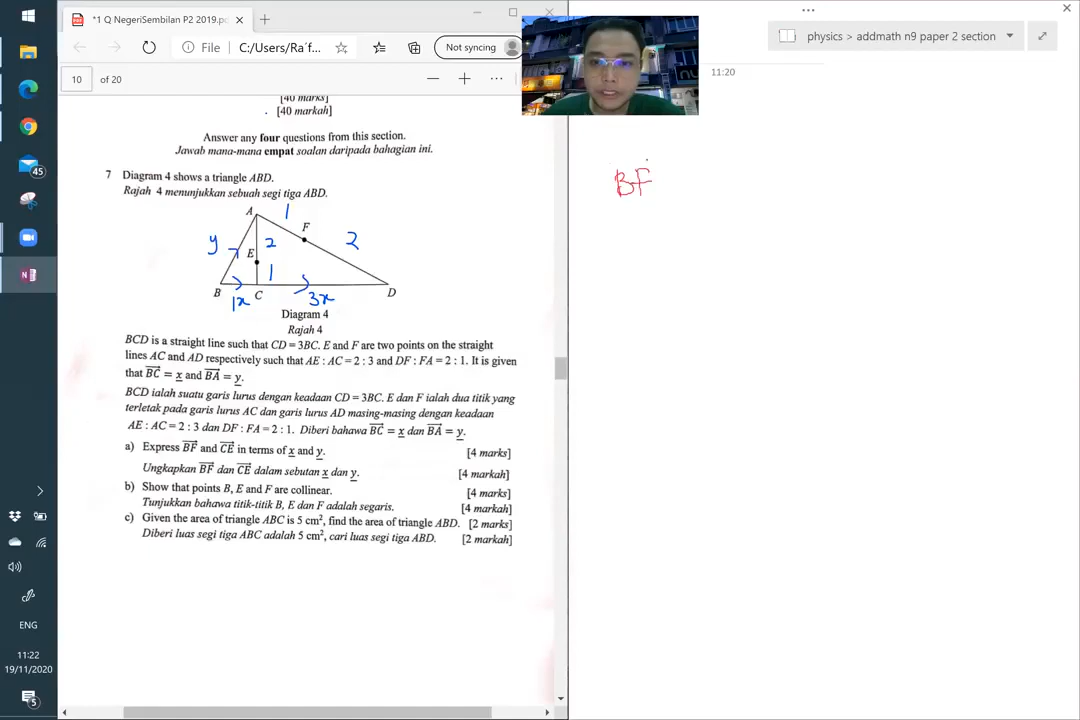 *1 Q NegeriSembilan P2 2019.pd
File
C:/Users/Ra´f...
Not syncing
10 of 20
physics > addmath n9 paper 2 section
11:20
[40 marks]
[40 markah]
Answer any four questions from this section.
Jawab mana-mana empat soalan daripada bahagian ini.
7 Diagram 4 shows a triangle ABD.
Rajah 4 menunjukkan sebuah segi tiga ABD.
A
1
F
y
2
2
E
1
B
C
D
1x
3x
Diagram 4
Rajah 4
BCD is a straight line such that CD = 3BC. E and F are two points on the straight
lines AC and AD respectively such that AE : AC = 2 : 3 and DF : FA = 2 : 1. It is given
that BC = x and BA = y.
BCD ialah suatu garis lurus dengan keadaan CD = 3BC. E dan F ialah dua titik yang
terletak pada garis lurus AC dan garis lurus AD masing-masing dengan keadaan
AE : AC = 2 : 3 dan DF : FA = 2 : 1. Diberi bahawa BC = x dan BA = y.
a) Express BF and CE in terms of x and y. [4 marks]
Ungkapkan BF dan CE dalam sebutan x dan y. [4 markah]
b) Show that points B, E and F are collinear. [4 marks]
Tunjukkan bahawa titik-titik B, E dan F adalah segaris. [4 markah]
c) Given the area of triangle ABC is 5 cm², find the area of triangle ABD. [2 marks]
Diberi luas segi tiga ABC adalah 5 cm², cari luas segi tiga ABD. [2 markah]
BF
45
ENG
11:22
19/11/2020
5